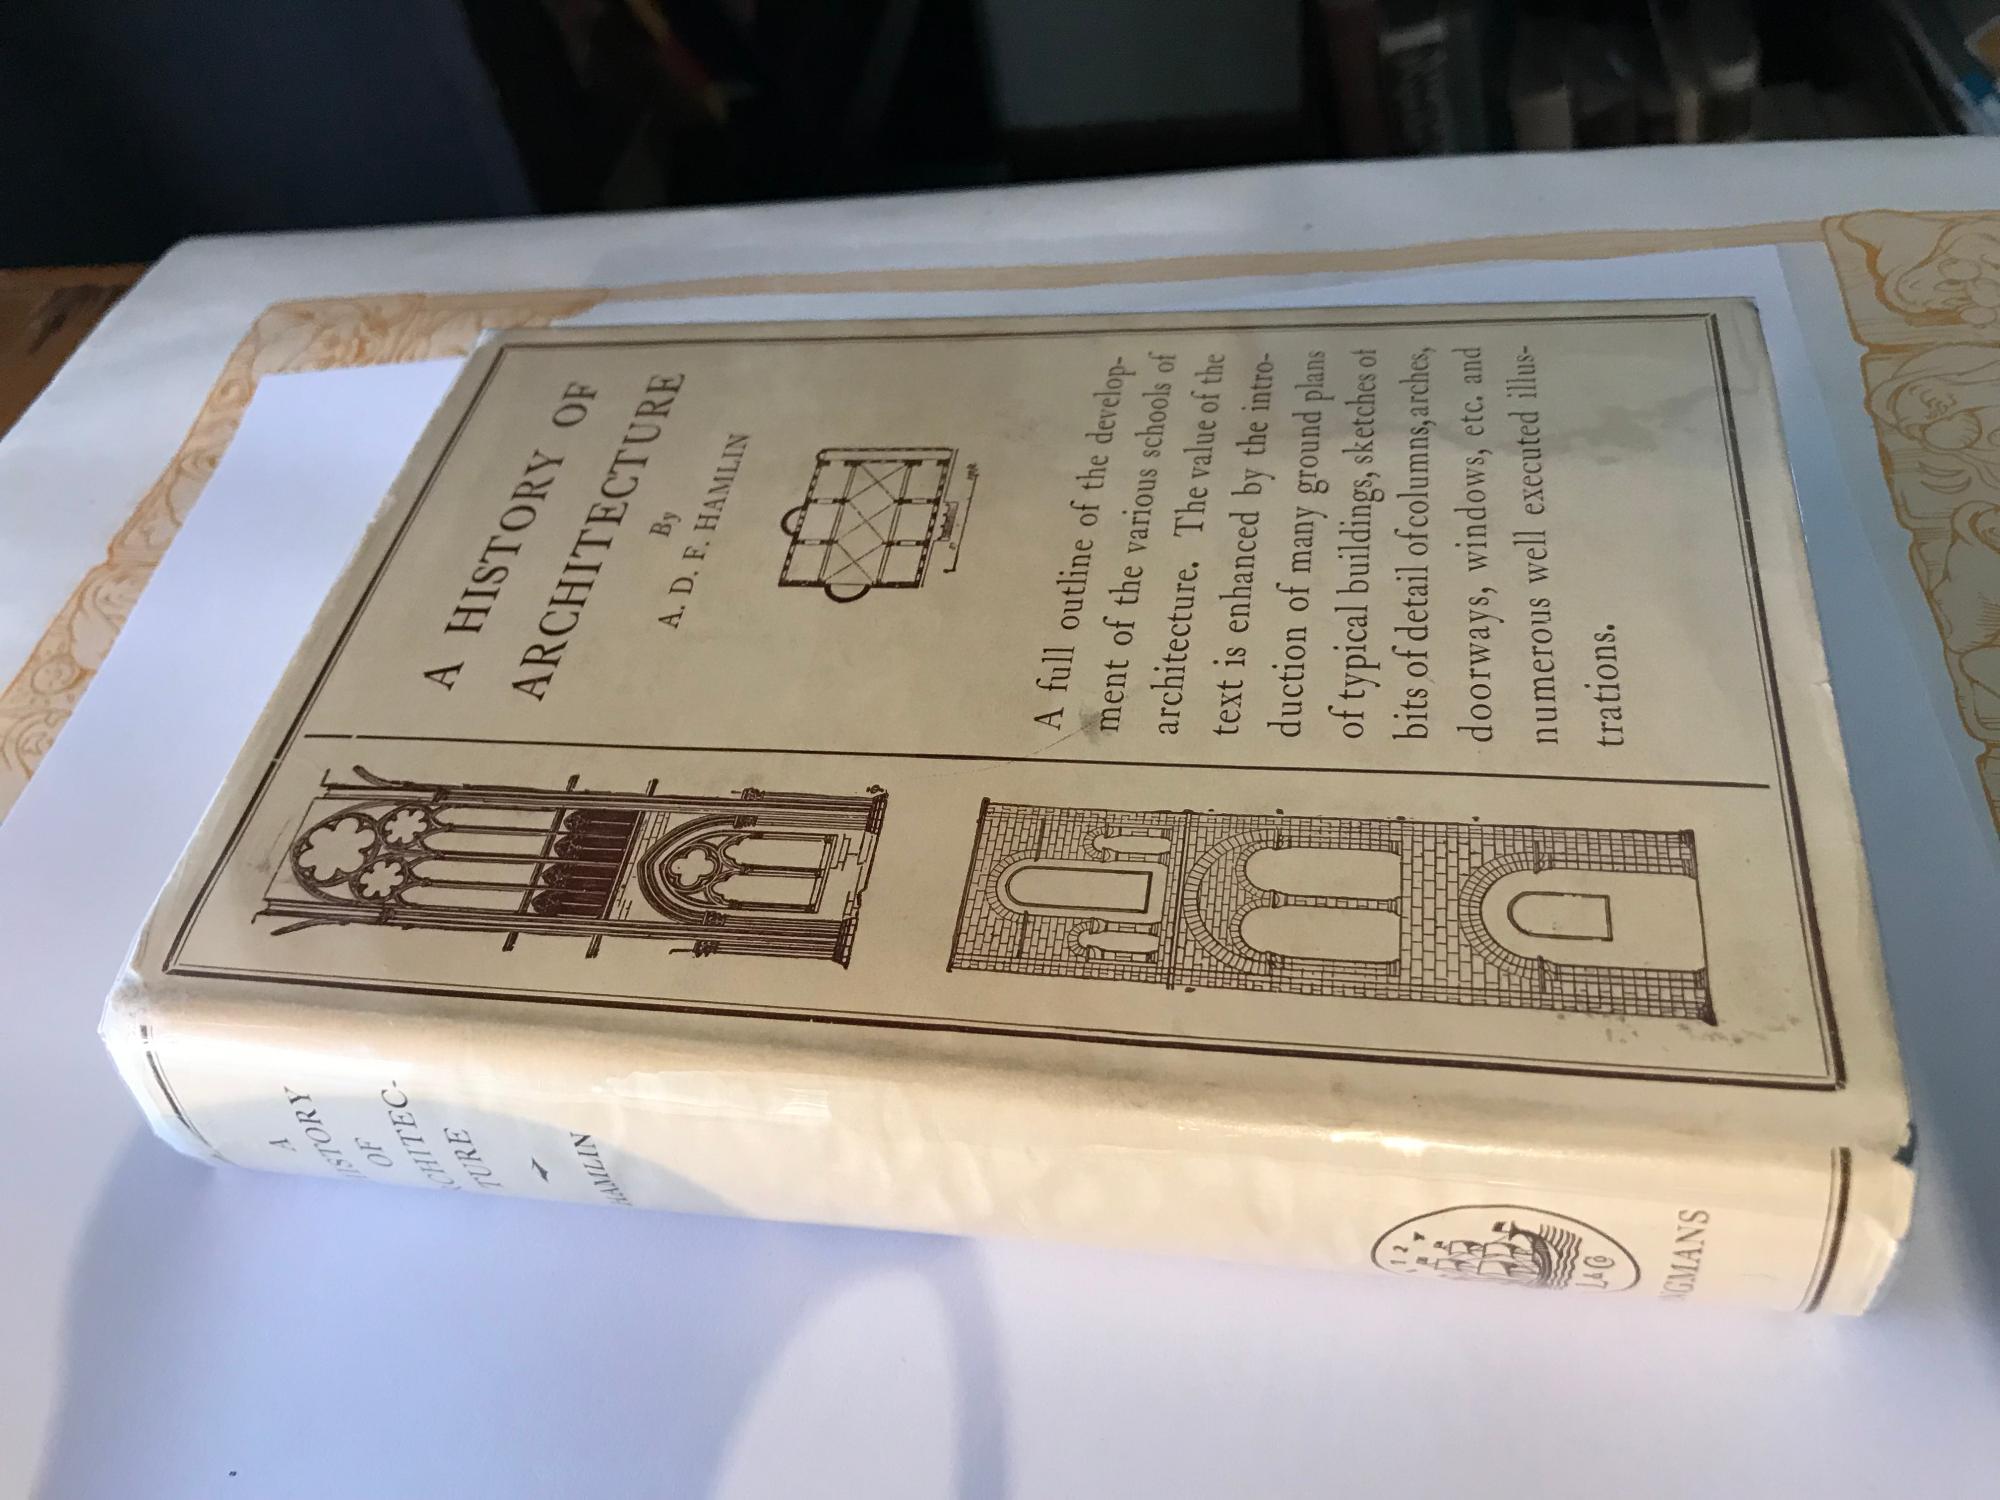 A HISTORY OF
ARCHITECTURE
By
A. D. F. HAMLIN
A full outline of the develop-
ment of the various schools of
architecture. The value of the
text is enhanced by the intro-
duction of many ground plans
of typical buildings, sketches of
bits of detail of columns, arches,
doorways, windows, etc. and
numerous well executed illus-
trations.
A
HISTORY
OF
ARCHITEC-
TURE
HAMLIN
L & Co
NGMANS